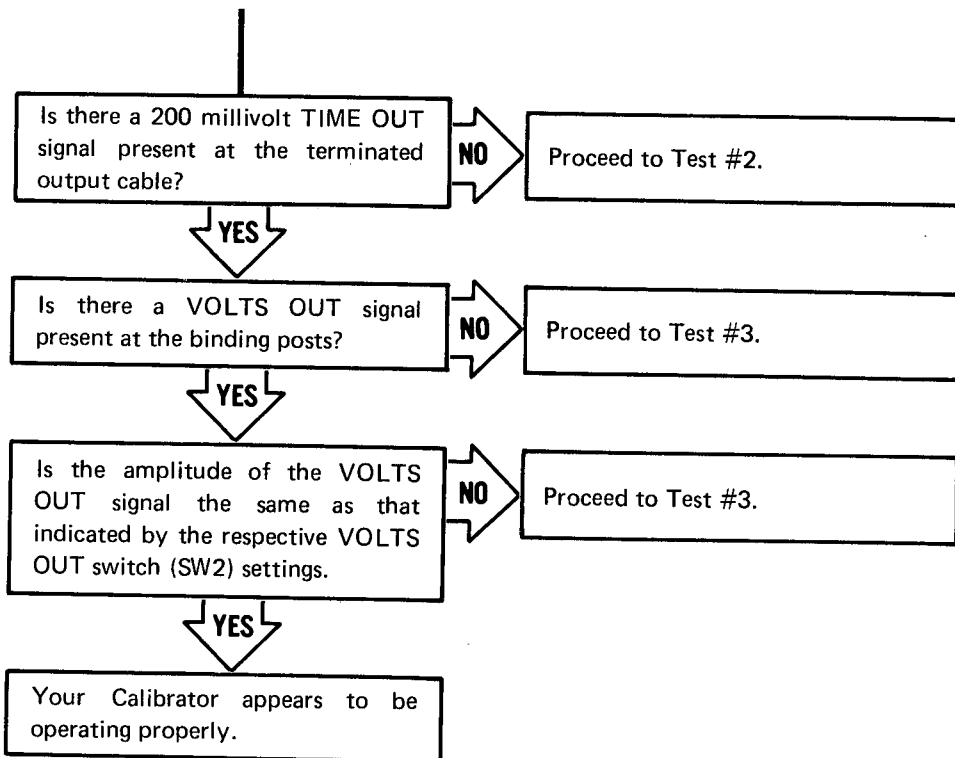 Is there a 200 millivolt TIME OUT
signal present at the terminated
output cable?
NO
Proceed to Test #2.
YES
Is there a VOLTS OUT signal
present at the binding posts?
NO
Proceed to Test #3.
YES
Is the amplitude of the VOLTS
OUT signal the same as that
indicated by the respective VOLTS
OUT switch (SW2) settings.
NO
Proceed to Test #3.
YES
Your Calibrator appears to be
operating properly.